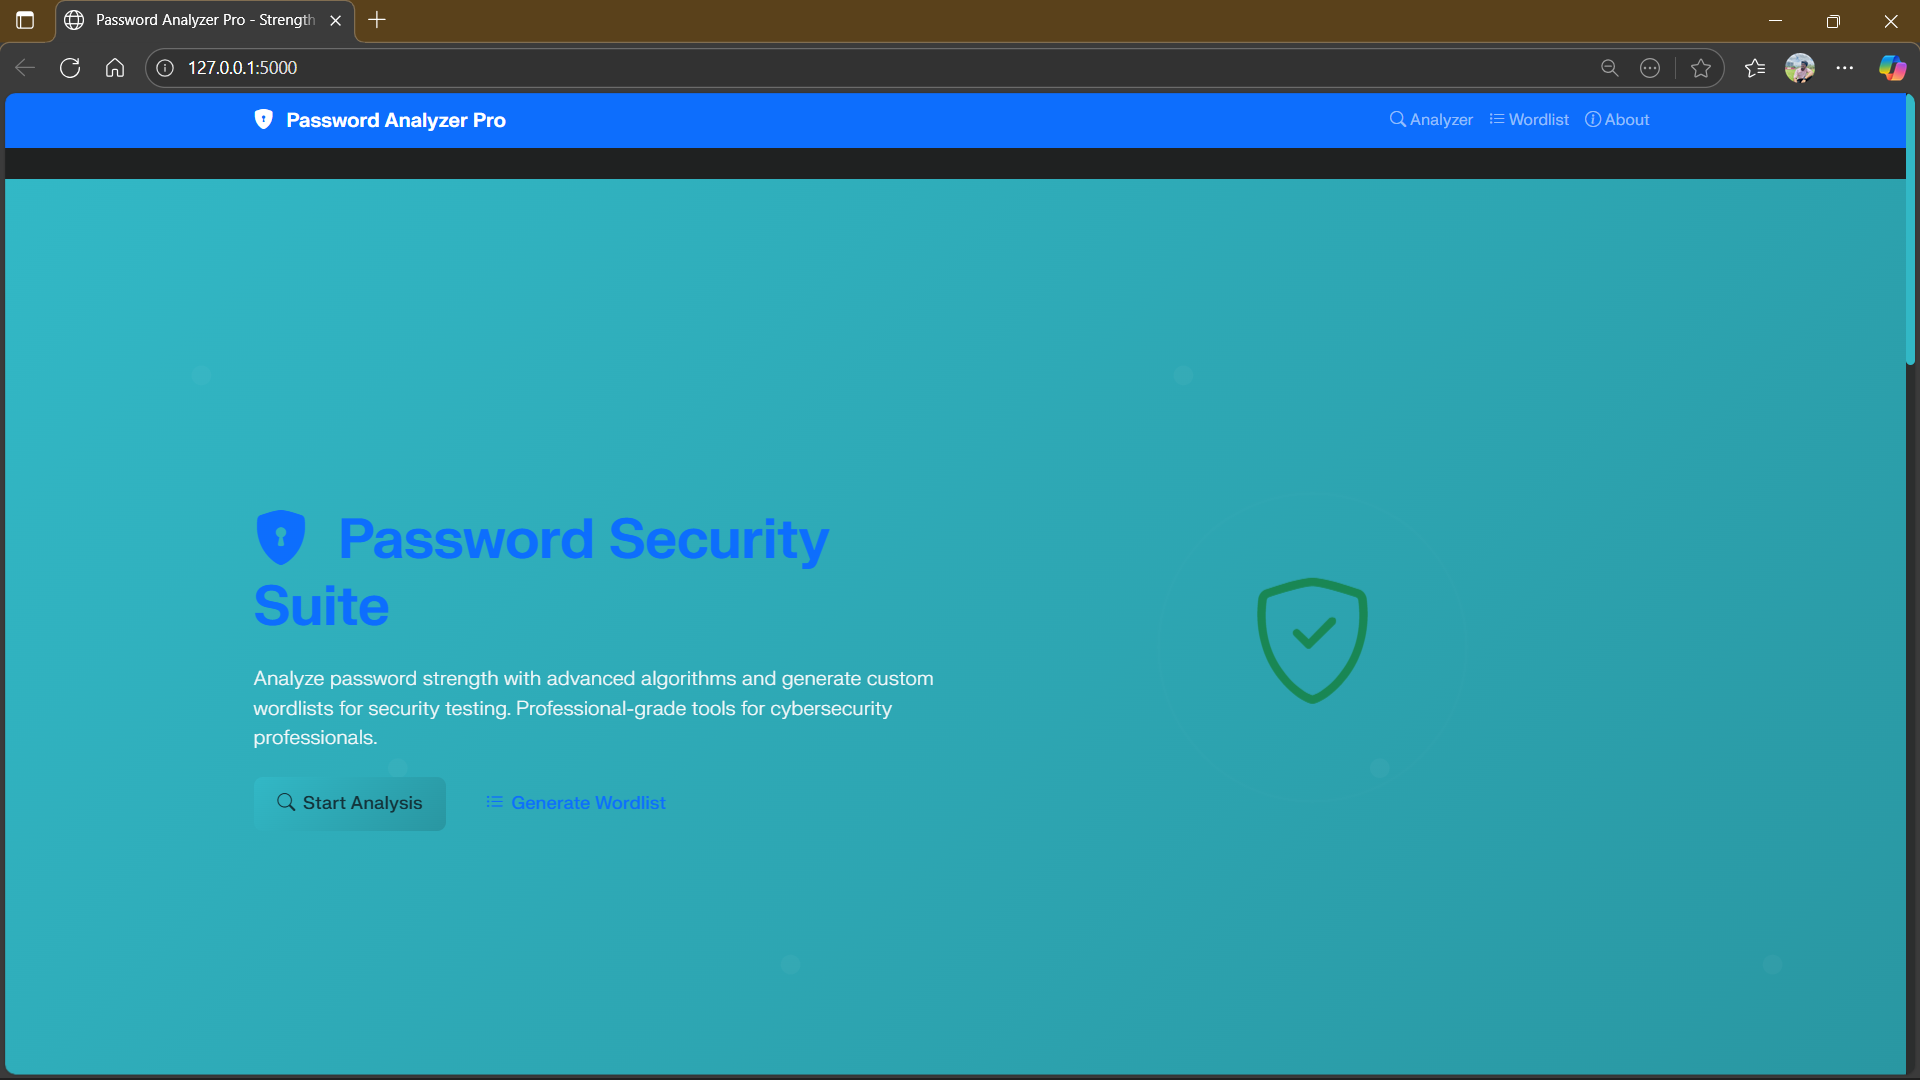 Password Analyzer Pro - Strength
127.0.0.1:5000
Password Analyzer Pro
Analyzer
Wordlist
About
Password Security
Suite
Analyze password strength with advanced algorithms and generate custom
wordlists for security testing. Professional-grade tools for cybersecurity
professionals.
Start Analysis
Generate Wordlist